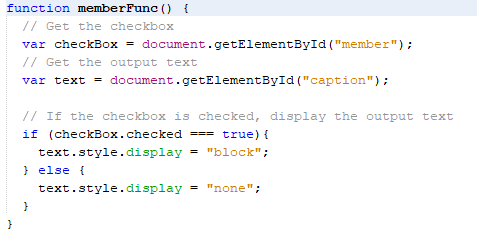 function memberFunc() {
  // Get the checkbox
  var checkBox = document.getElementById("member");
  // Get the output text
  var text = document.getElementById("caption");

  // If the checkbox is checked, display the output text
  if (checkBox.checked === true){
    text.style.display = "block";
  } else {
    text.style.display = "none";
  }
}